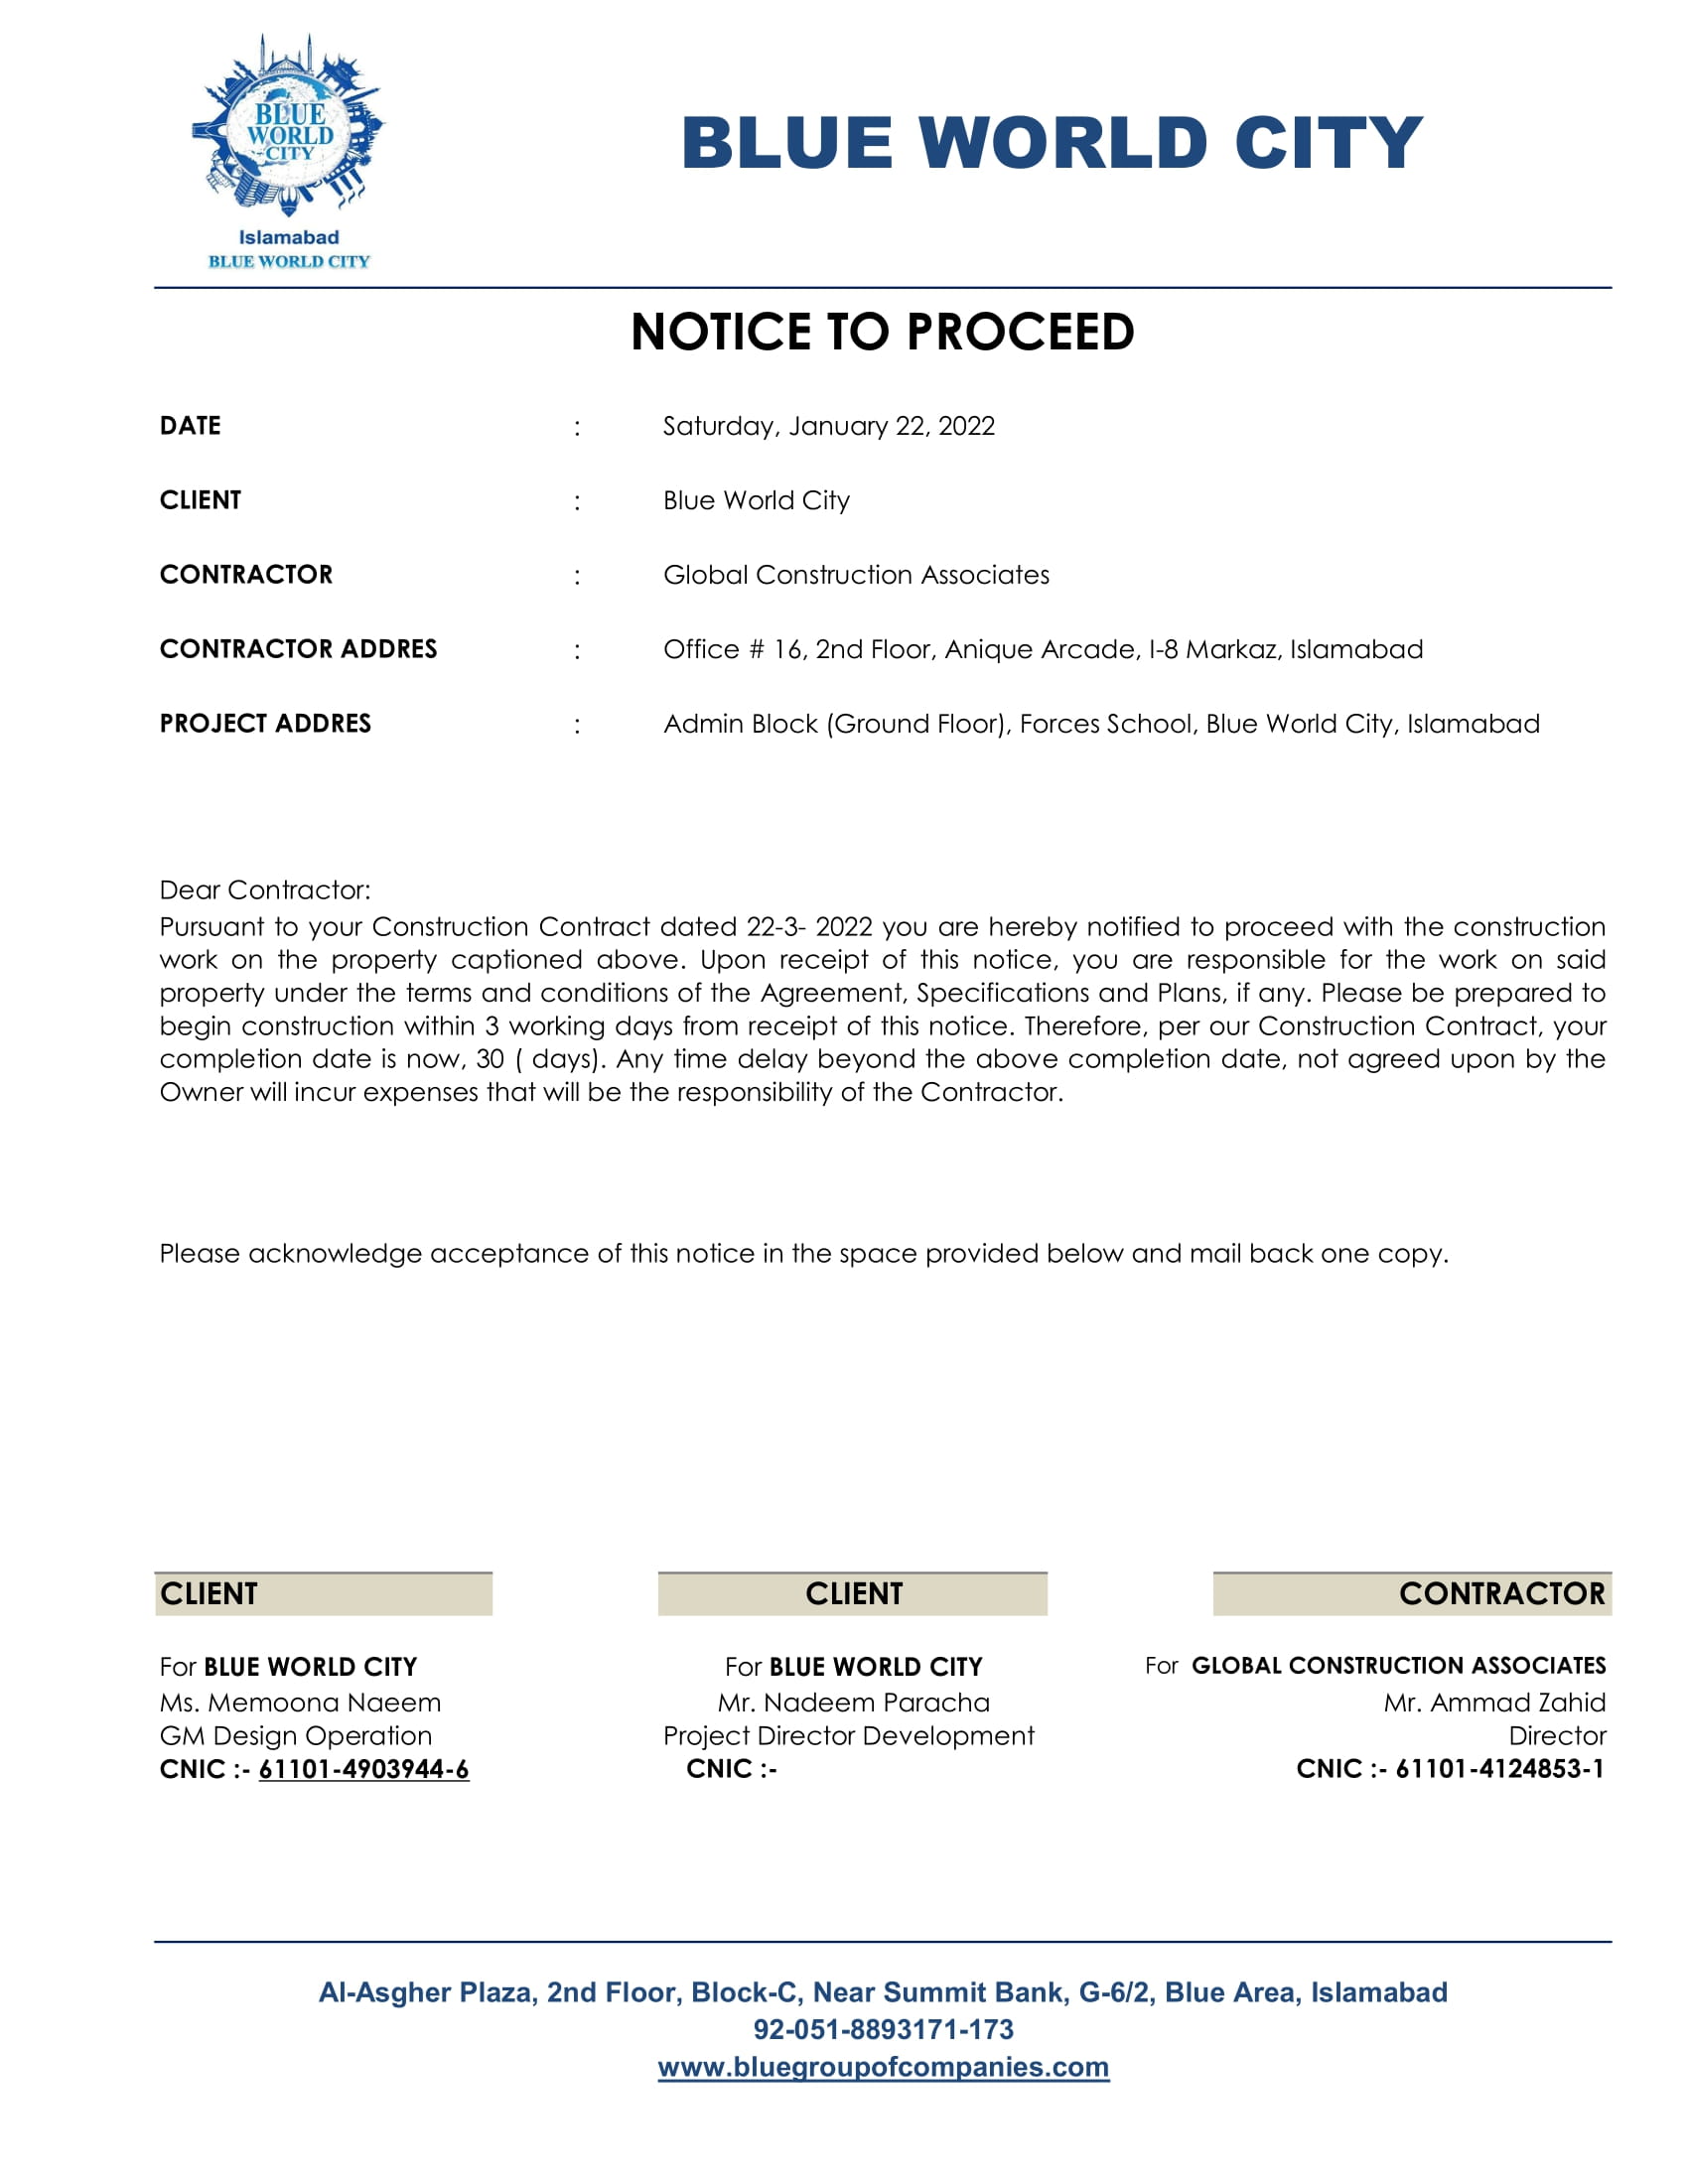 BLUE
WORLD
CITY
Islamabad
BLUE WORLD CITY
BLUE WORLD CITY
NOTICE TO PROCEED
DATE : Saturday, January 22, 2022
CLIENT : Blue World City
CONTRACTOR : Global Construction Associates
CONTRACTOR ADDRES : Office # 16, 2nd Floor, Anique Arcade, I-8 Markaz, Islamabad
PROJECT ADDRES : Admin Block (Ground Floor), Forces School, Blue World City, Islamabad
Dear Contractor:
Pursuant to your Construction Contract dated 22-3- 2022 you are hereby notified to proceed with the construction
work on the property captioned above. Upon receipt of this notice, you are responsible for the work on said
property under the terms and conditions of the Agreement, Specifications and Plans, if any. Please be prepared to
begin construction within 3 working days from receipt of this notice. Therefore, per our Construction Contract, your
completion date is now, 30 ( days). Any time delay beyond the above completion date, not agreed upon by the
Owner will incur expenses that will be the responsibility of the Contractor.
Please acknowledge acceptance of this notice in the space provided below and mail back one copy.
CLIENT
For BLUE WORLD CITY
Ms. Memoona Naeem
GM Design Operation
CNIC :- 61101-4903944-6
CLIENT
For BLUE WORLD CITY
Mr. Nadeem Paracha
Project Director Development
CNIC :-
CONTRACTOR
For GLOBAL CONSTRUCTION ASSOCIATES
Mr. Ammad Zahid
Director
CNIC :- 61101-4124853-1
Al-Asgher Plaza, 2nd Floor, Block-C, Near Summit Bank, G-6/2, Blue Area, Islamabad
92-051-8893171-173
www.bluegroupofcompanies.com